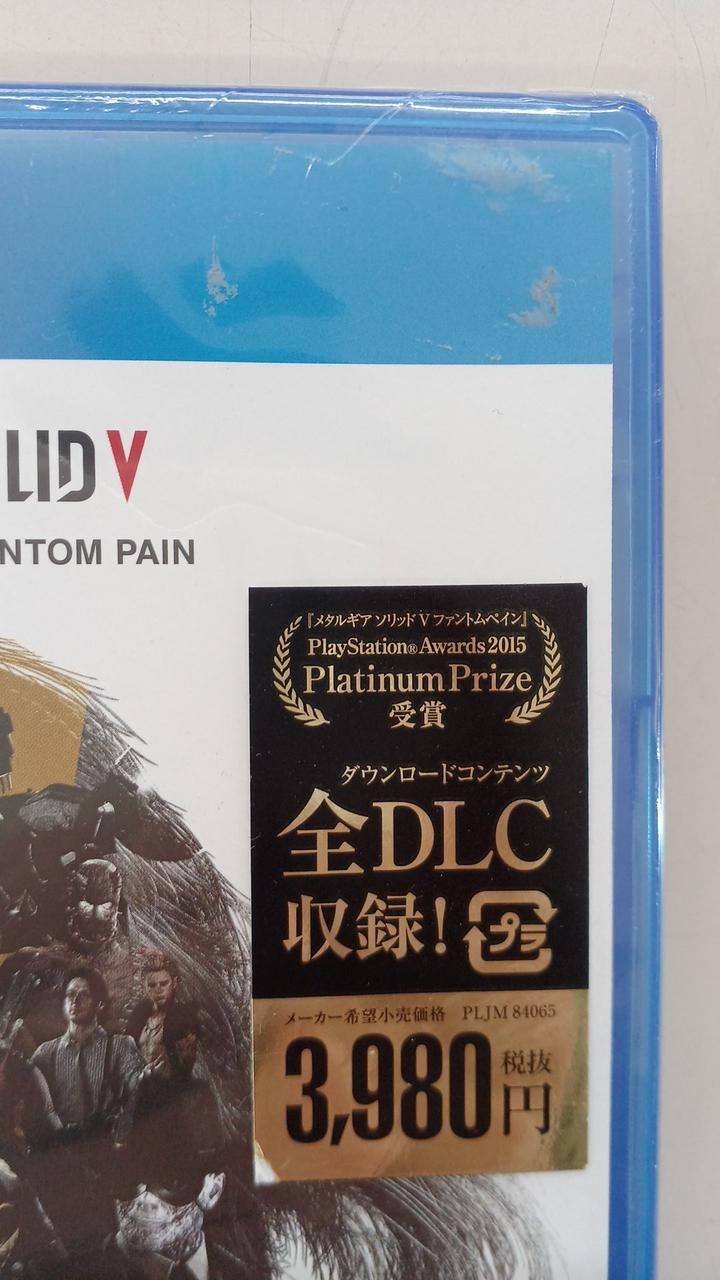 LID V
NTOM PAIN
『メタルギア ソリッド V ファントムペイン』
PlayStation®Awards 2015
Platinum Prize
受賞
ダウンロードコンテンツ
全DLC
収録!
プラ
メーカー希望小売価格 PLJM 84065
3,980 税抜
円